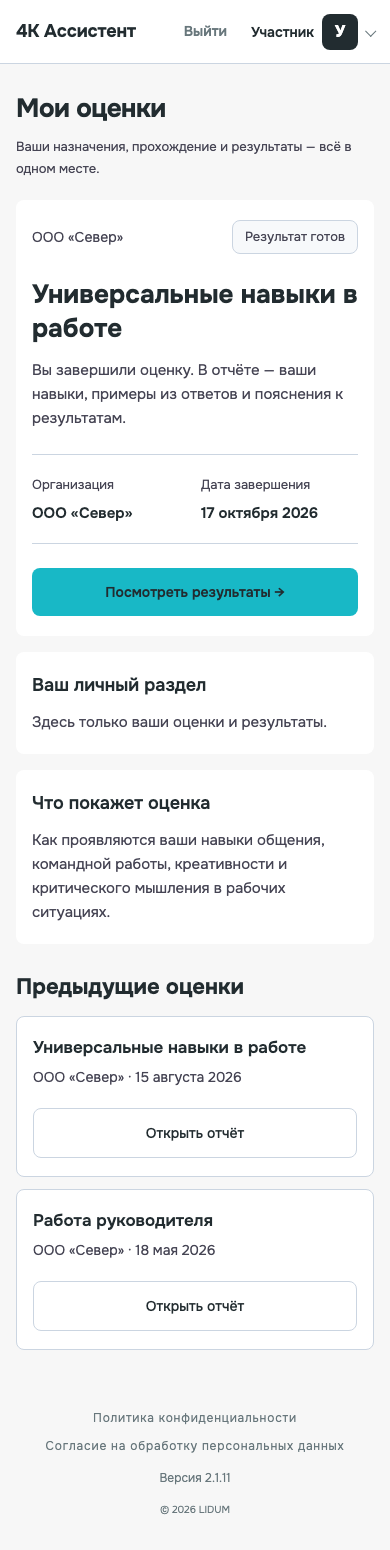 4K Ассистент
Выйти
Участник
У
Мои оценки
Ваши назначения, прохождение и результаты — всё в
одном месте.
ООО «Север»
Результат готов
Универсальные навыки в
работе
Вы завершили оценку. В отчёте — ваши
навыки, примеры из ответов и пояснения к
результатам.
Организация
Дата завершения
ООО «Север»
17 октября 2026
Посмотреть результаты →
Ваш личный раздел
Здесь только ваши оценки и результаты.
Что покажет оценка
Как проявляются ваши навыки общения,
командной работы, креативности и
критического мышления в рабочих
ситуациях.
Предыдущие оценки
Универсальные навыки в работе
ООО «Север» · 15 августа 2026
Открыть отчёт
Работа руководителя
ООО «Север» · 18 мая 2026
Открыть отчёт
Политика конфиденциальности
Согласие на обработку персональных данных
Версия 2.1.11
© 2026 LIDUM